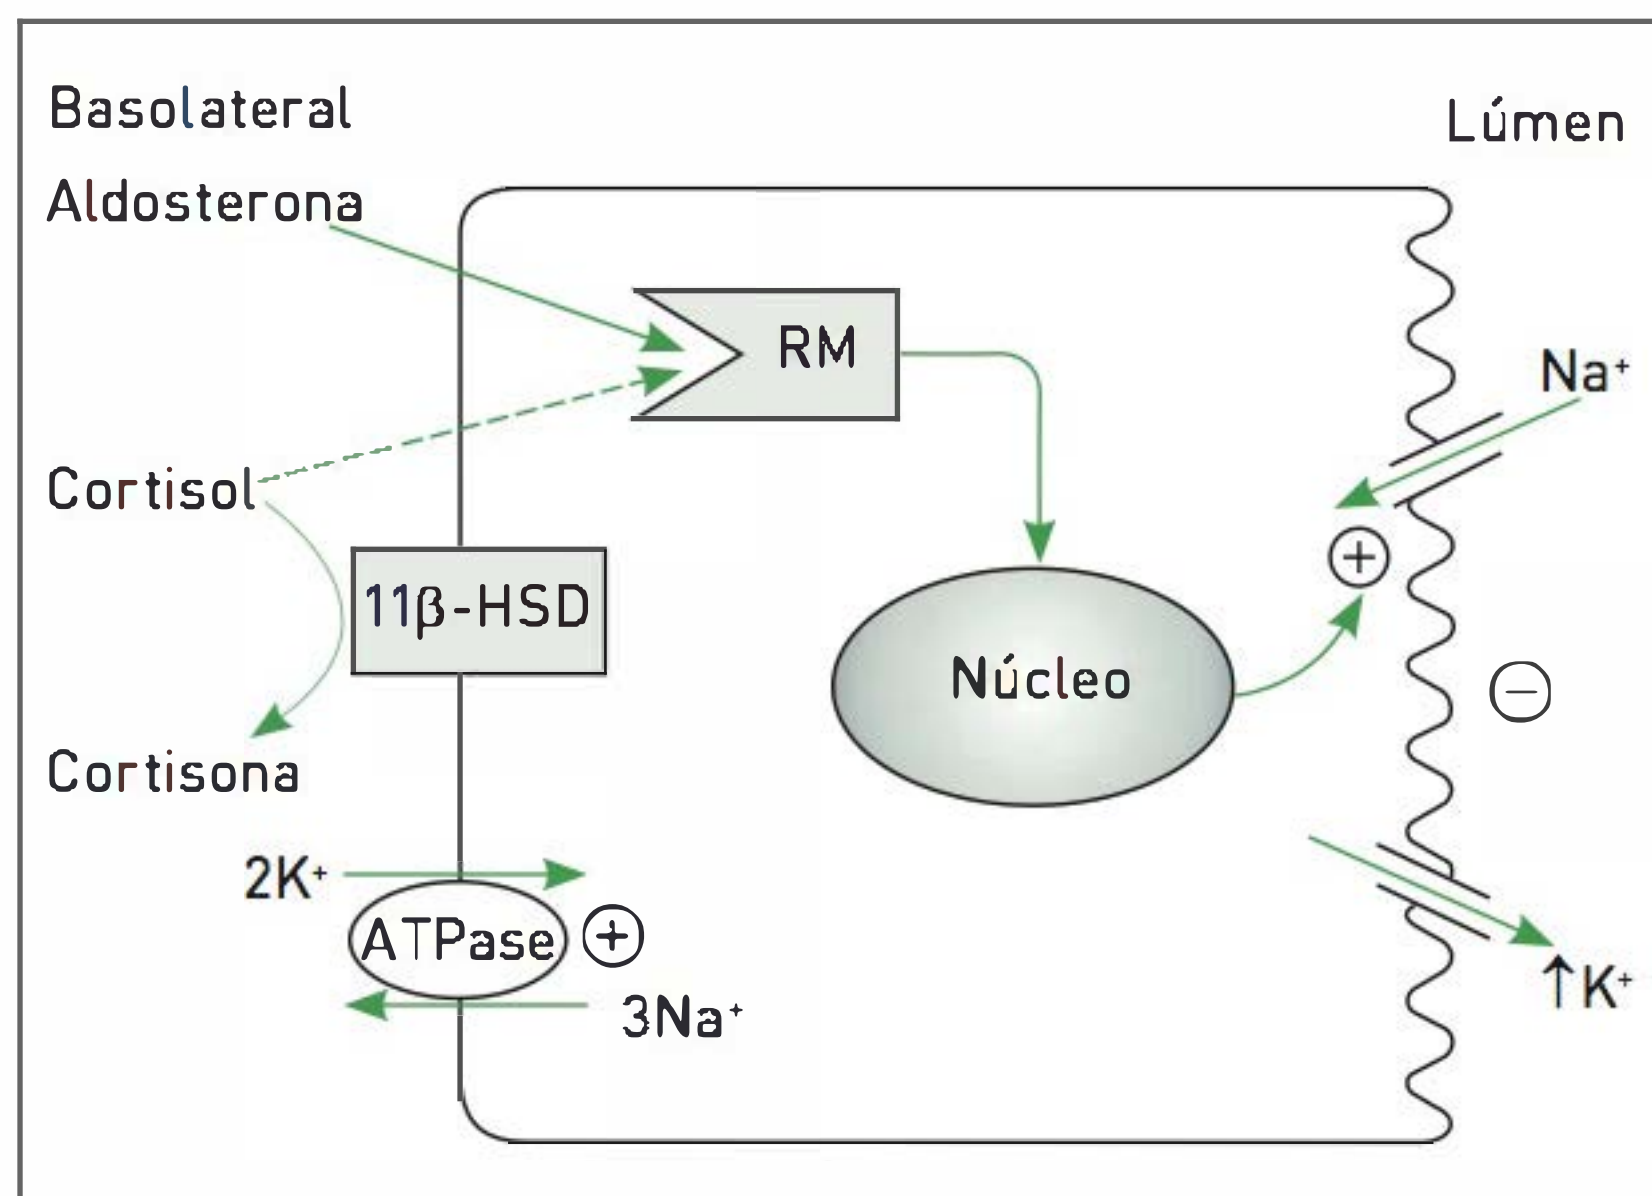 Basolateral
Lúmen
Aldosterona
RM
Na⁺
Cortisol
+
11β-HSD
Núcleo
−
Cortisona
2K⁺
ATPase +
↑K⁺
3Na⁺